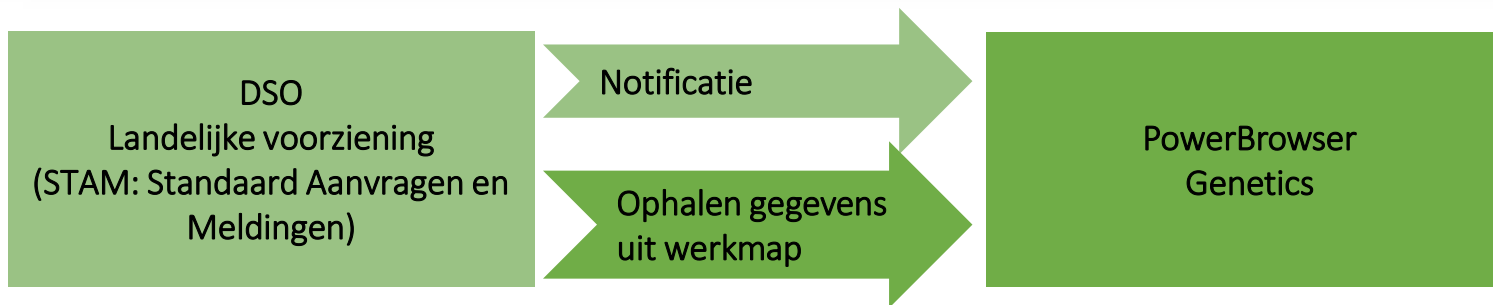 DSO
Landelijke voorziening
(STAM: Standaard Aanvragen en
Meldingen)
Notificatie
Ophalen gegevens
uit werkmap
PowerBrowser
Genetics